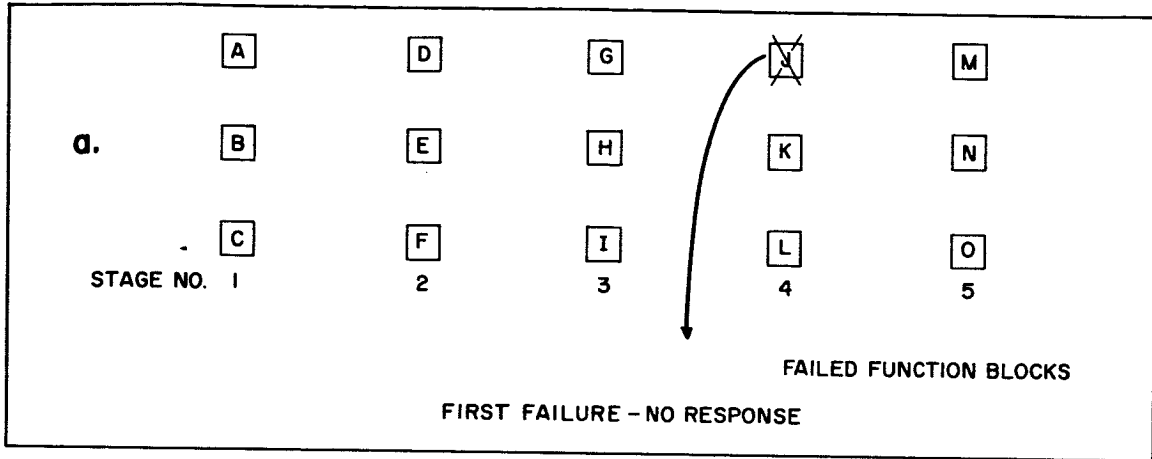 A D G J M
a. B E H K N
C F I L O
STAGE NO. 1 2 3 4 5
FAILED FUNCTION BLOCKS
FIRST FAILURE – NO RESPONSE